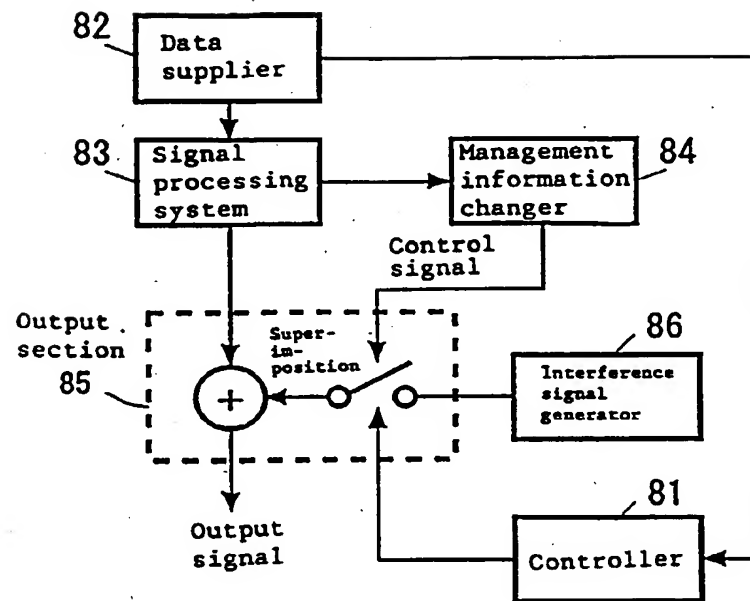 82
Data
supplier
83
Signal
processing
system
Management
information
changer
84
Control
signal
Output
section
85
Super-
im-
position
+
86
Interference
signal
generator
81
Controller
Output
signal